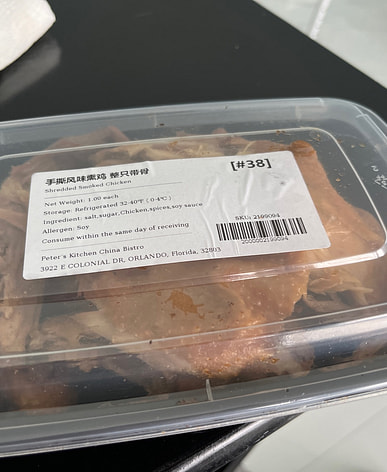 手撕风味熏鸡 整只带骨
[#38]
Shredded Smoked Chicken
Net Weight: 1.00 each
Storage: Refrigerated 32-40°F ( 0-4°C )
Ingredient: salt,sugar,Chicken,spices,soy sauce
Allergen: Soy
Consume within the same day of receiving
SKU: 2199094
2000002199094
Peter's Kitchen China Bistro
3922 E COLONIAL DR, ORLANDO, Florida, 32803